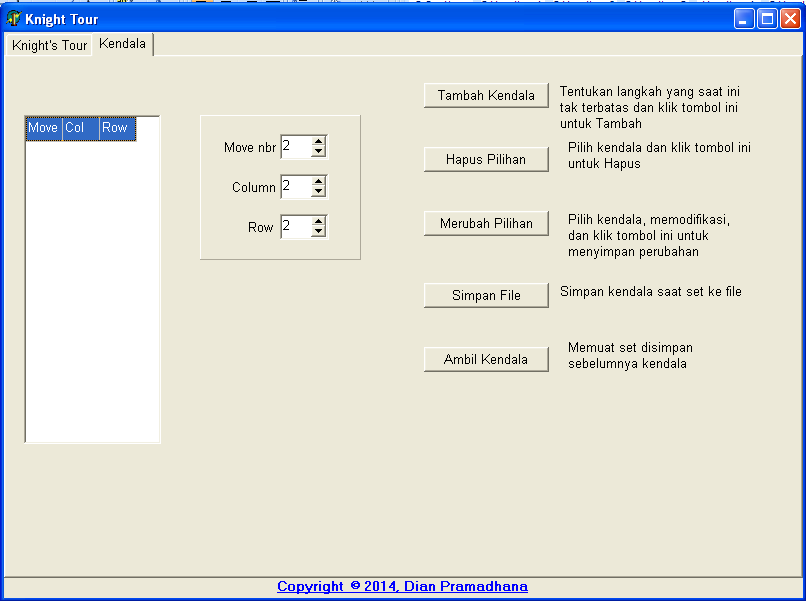 Knight Tour
Knight's Tour Kendala
Move Col Row
Move nbr 2
Column 2
Row 2
Tambah Kendala
Tentukan langkah yang saat ini
tak terbatas dan klik tombol ini
untuk Tambah
Hapus Pilihan
Pilih kendala dan klik tombol ini
untuk Hapus
Merubah Pilihan
Pilih kendala, memodifikasi,
dan klik tombol ini untuk
menyimpan perubahan
Simpan File
Simpan kendala saat set ke file
Ambil Kendala
Memuat set disimpan
sebelumnya kendala
Copyright © 2014, Dian Pramadhana